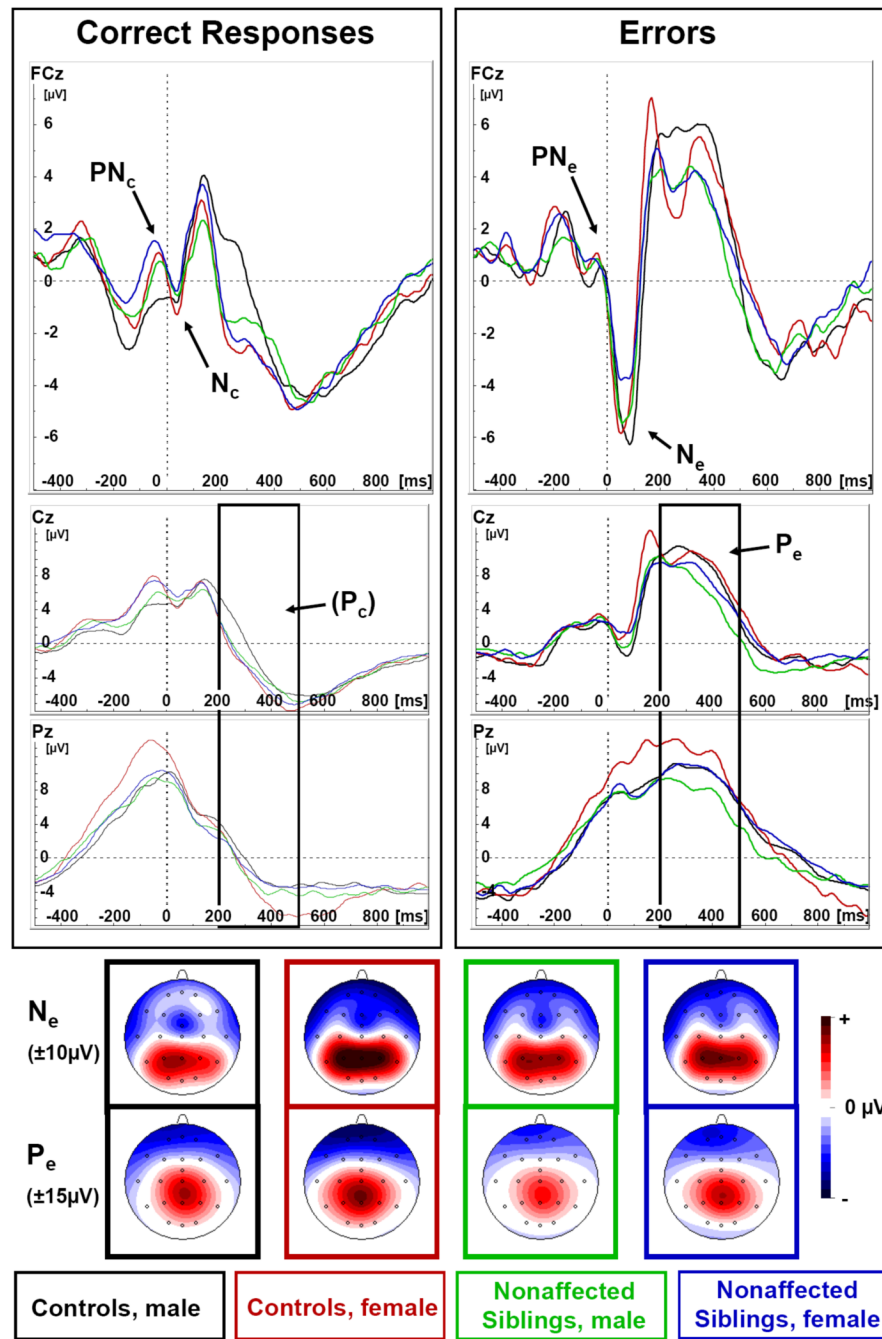 Correct Responses
FCz
[µV]
6
4
2
0
-2
-4
-6
PNc
Nc
-400 -200 0 200 400 600 800 [ms]
Cz
[µV]
8
4
0
-4
(Pc)
-400 -200 0 200 400 600 800 [ms]
Pz
[µV]
8
4
0
-4
-400 -200 0 200 400 600 800 [ms]
Errors
FCz
[µV]
6
4
2
0
-2
-4
-6
PNe
Ne
-400 -200 0 200 400 600 800 [ms]
Cz
[µV]
8
4
0
-4
Pe
-400 -200 0 200 400 600 800 [ms]
Pz
[µV]
8
4
0
-4
-400 -200 0 200 400 600 800 [ms]
Ne
(±10µV)
Pe
(±15µV)
+
0 µV
-
Controls, male
Controls, female
Nonaffected
Siblings, male
Nonaffected
Siblings, female